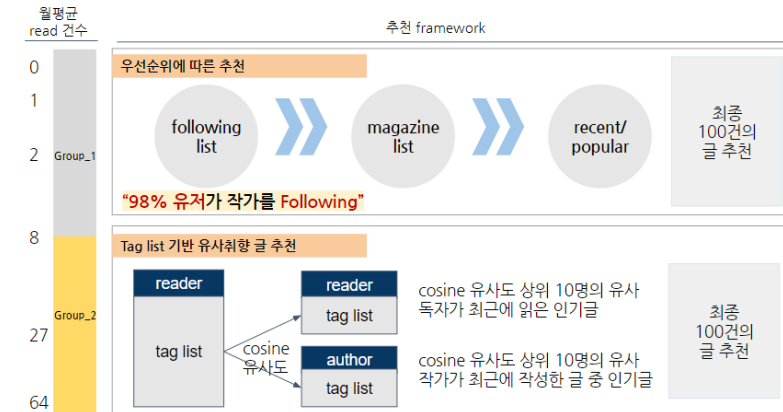 월평균
read 건수
추천 framework
0
1
2
Group_1
8
Group_2
27
64
우선순위에 따른 추천
following
list
magazine
list
recent/
popular
최종
100건의
글 추천
“98% 유저가 작가를 Following”
Tag list 기반 유사취향 글 추천
reader
tag list
cosine
유사도
reader
tag list
author
tag list
cosine 유사도 상위 10명의 유사
독자가 최근에 읽은 인기글
cosine 유사도 상위 10명의 유사
작가가 최근에 작성한 글 중 인기글
최종
100건의
글 추천